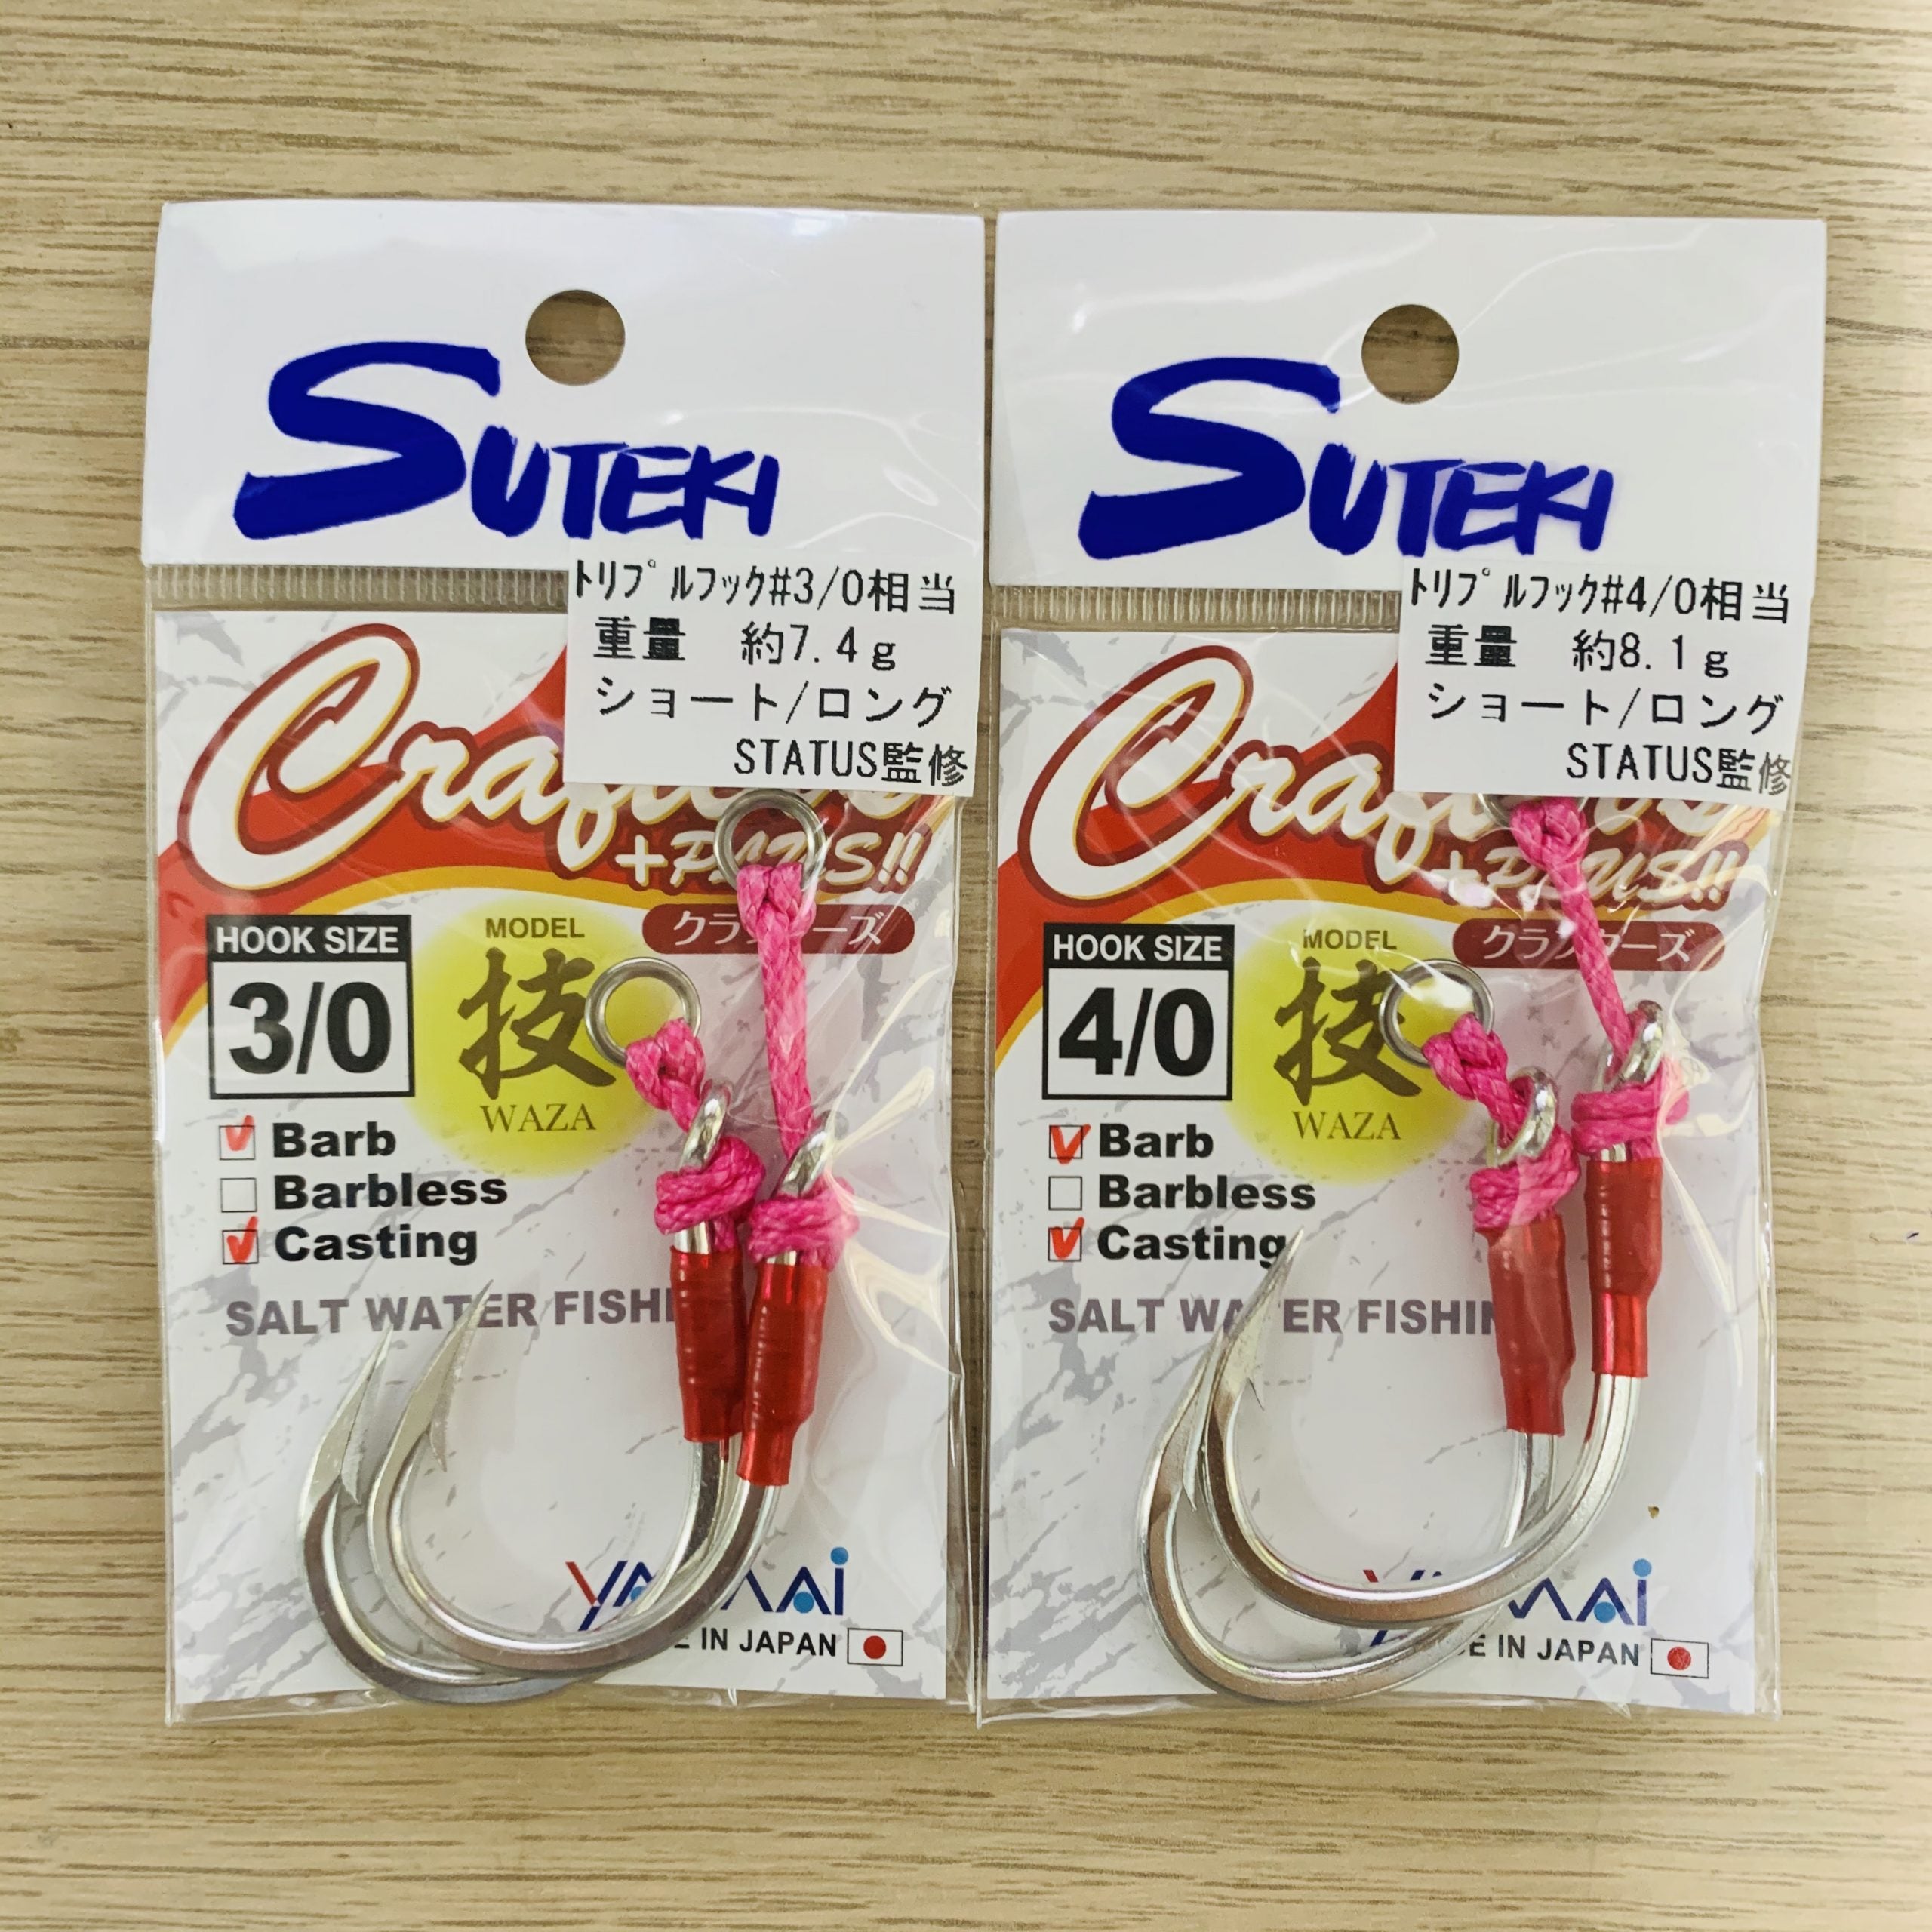 SUTEKI
トリプルフック#3/0相当
重量 約7.4g
ショート/ロング
STATUS監修
+PLUS!!
HOOK SIZE
3/0
MODEL
技
WAZA
Barb
Barbless
Casting
SALT WATER FISHI
YAMAi
E IN JAPAN
SUTEKI
トリプルフック#4/0相当
重量 約8.1g
ショート/ロング
STATUS監修
+PLUS!!
HOOK SIZE
4/0
MODEL
技
WAZA
Barb
Barbless
Casting
SALT WATER FISHIN
E IN JAPAN